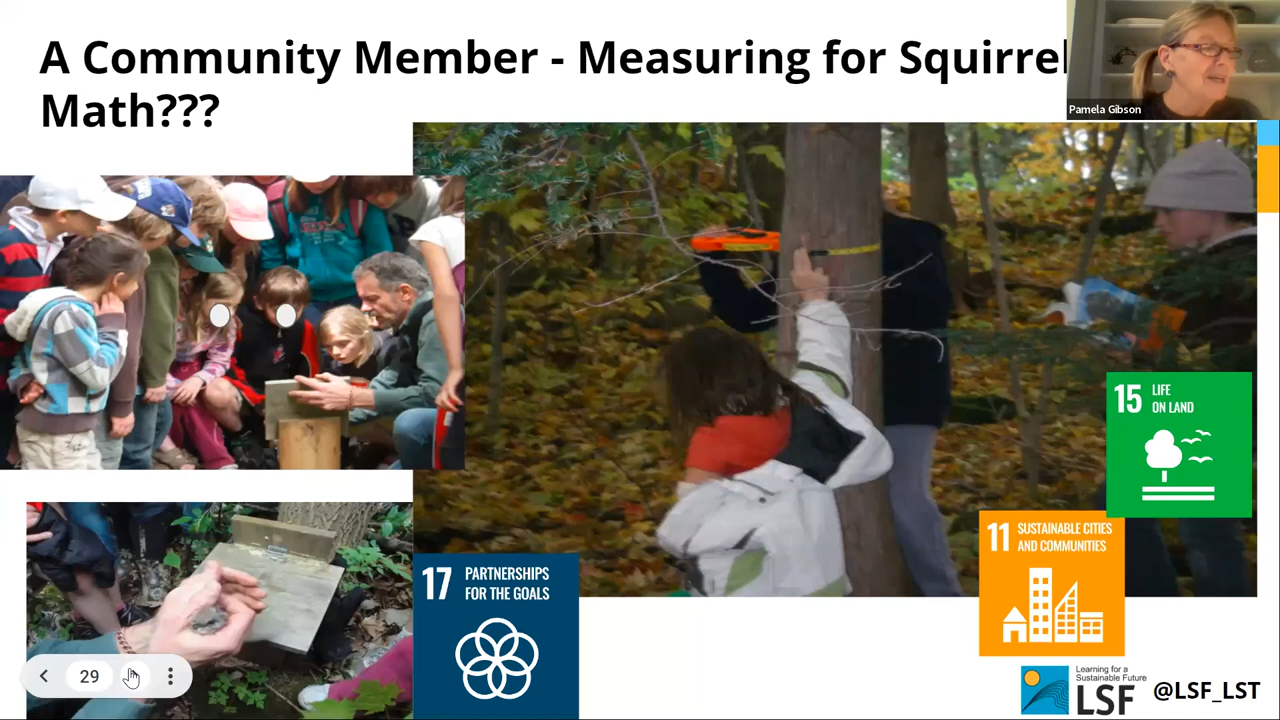 A Community Member - Measuring for Squirrel
Math???
Pamela Gibson
15 LIFE
ON LAND
11 SUSTAINABLE CITIES
AND COMMUNITIES
17 PARTNERSHIPS
FOR THE GOALS
29
Learning for a
Sustainable Future
LSF
@LSF_LST